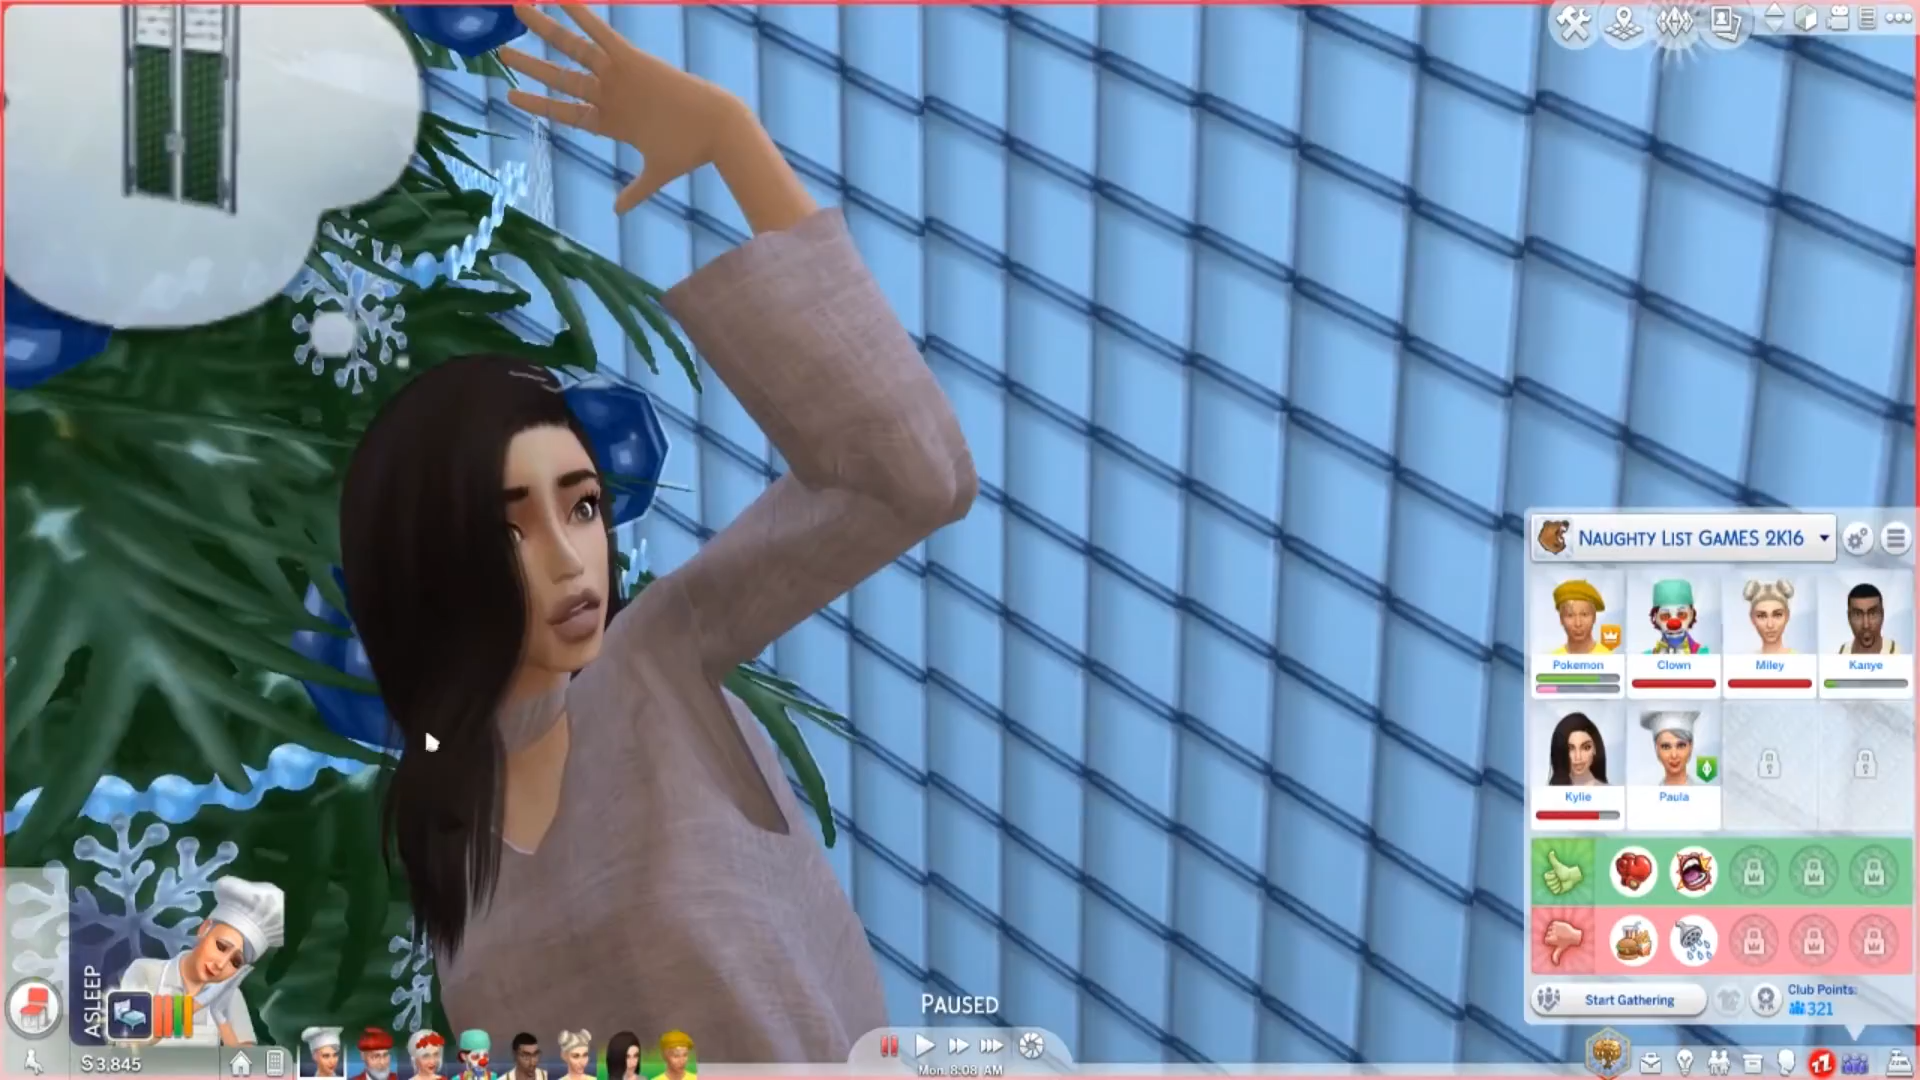 NAUGHTY LIST GAMES 2K16
Pokemon
Clown
Miley
Kanye
Kylie
Paula
Start Gathering
Club Points:
321
ASLEEP
§3,845
PAUSED
Mon. 8:08 AM